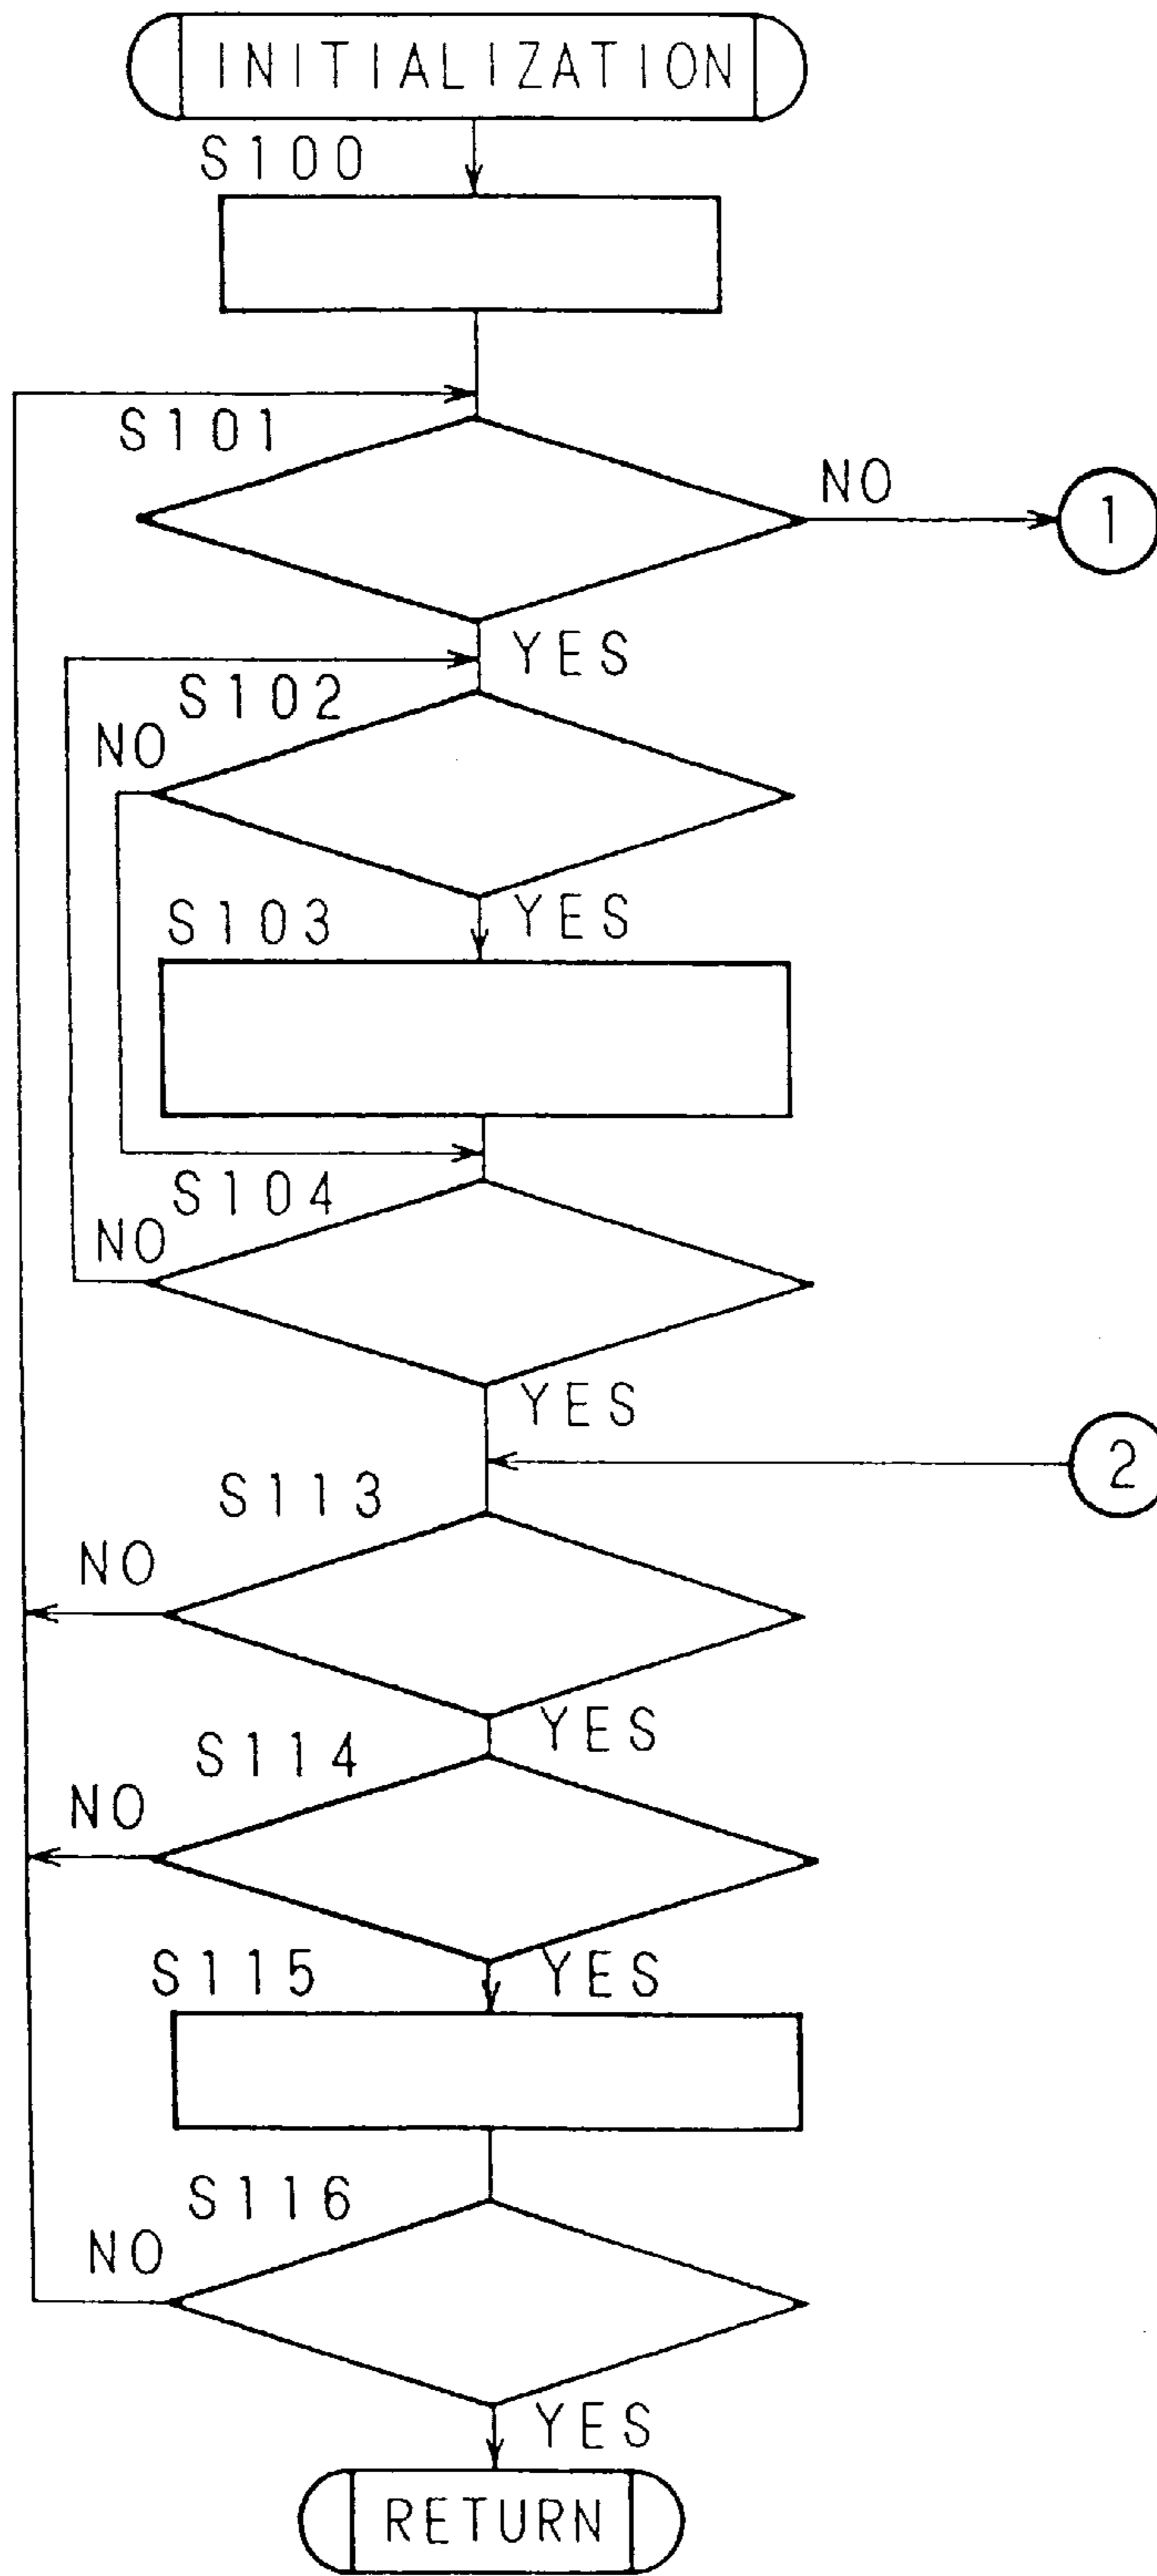 INITIALIZATION
S100
S101
NO
1
YES
S102
NO
YES
S103
S104
NO
YES
2
S113
NO
YES
S114
NO
YES
S115
S116
NO
YES
RETURN